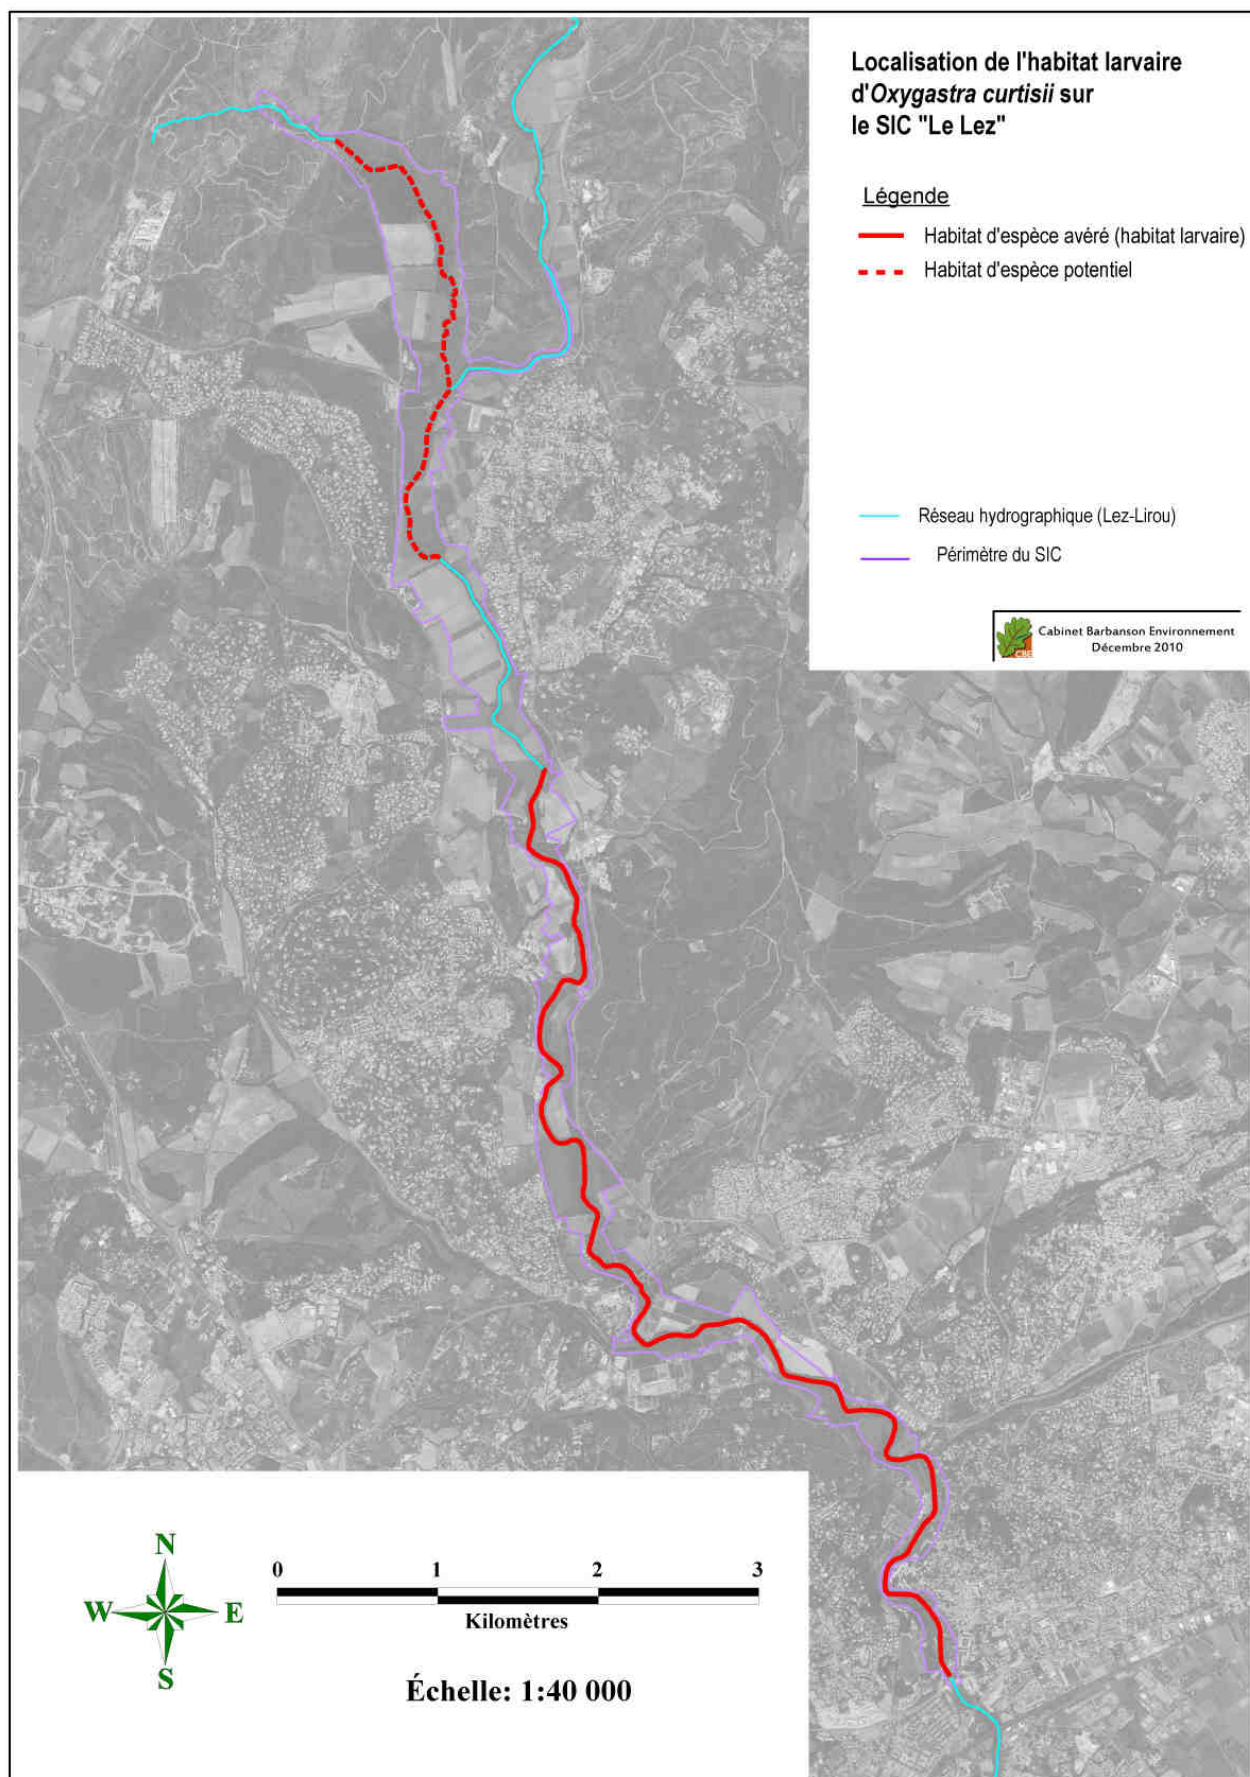 Localisation de l'habitat larvaire
d'Oxygastra curtisii sur
le SIC "Le Lez"
Légende
Habitat d'espèce avéré (habitat larvaire)
Habitat d'espèce potentiel
Réseau hydrographique (Lez-Lirou)
Périmètre du SIC
CBE
Cabinet Barbanson Environnement
Décembre 2010
N
W E
S
0 1 2 3
Kilomètres
Échelle: 1:40 000